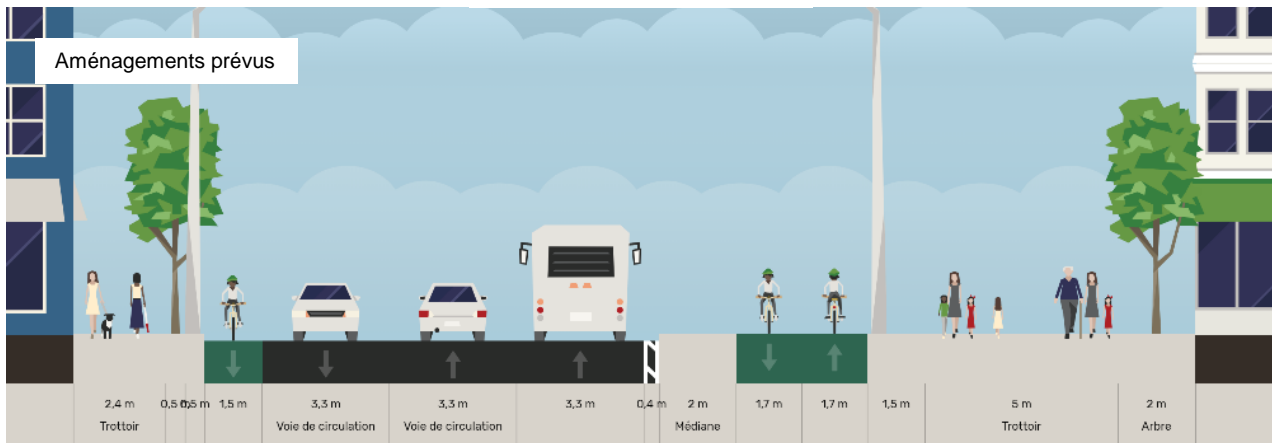 Aménagements prévus
2,4 m 0,5 m 0,5 m 1,5 m 3,3 m 3,3 m 3,3 m 0,4 m 2 m 1,7 m 1,7 m 1,5 m 5 m 2 m
Trottoir Voie de circulation Voie de circulation Médiane Trottoir Arbre